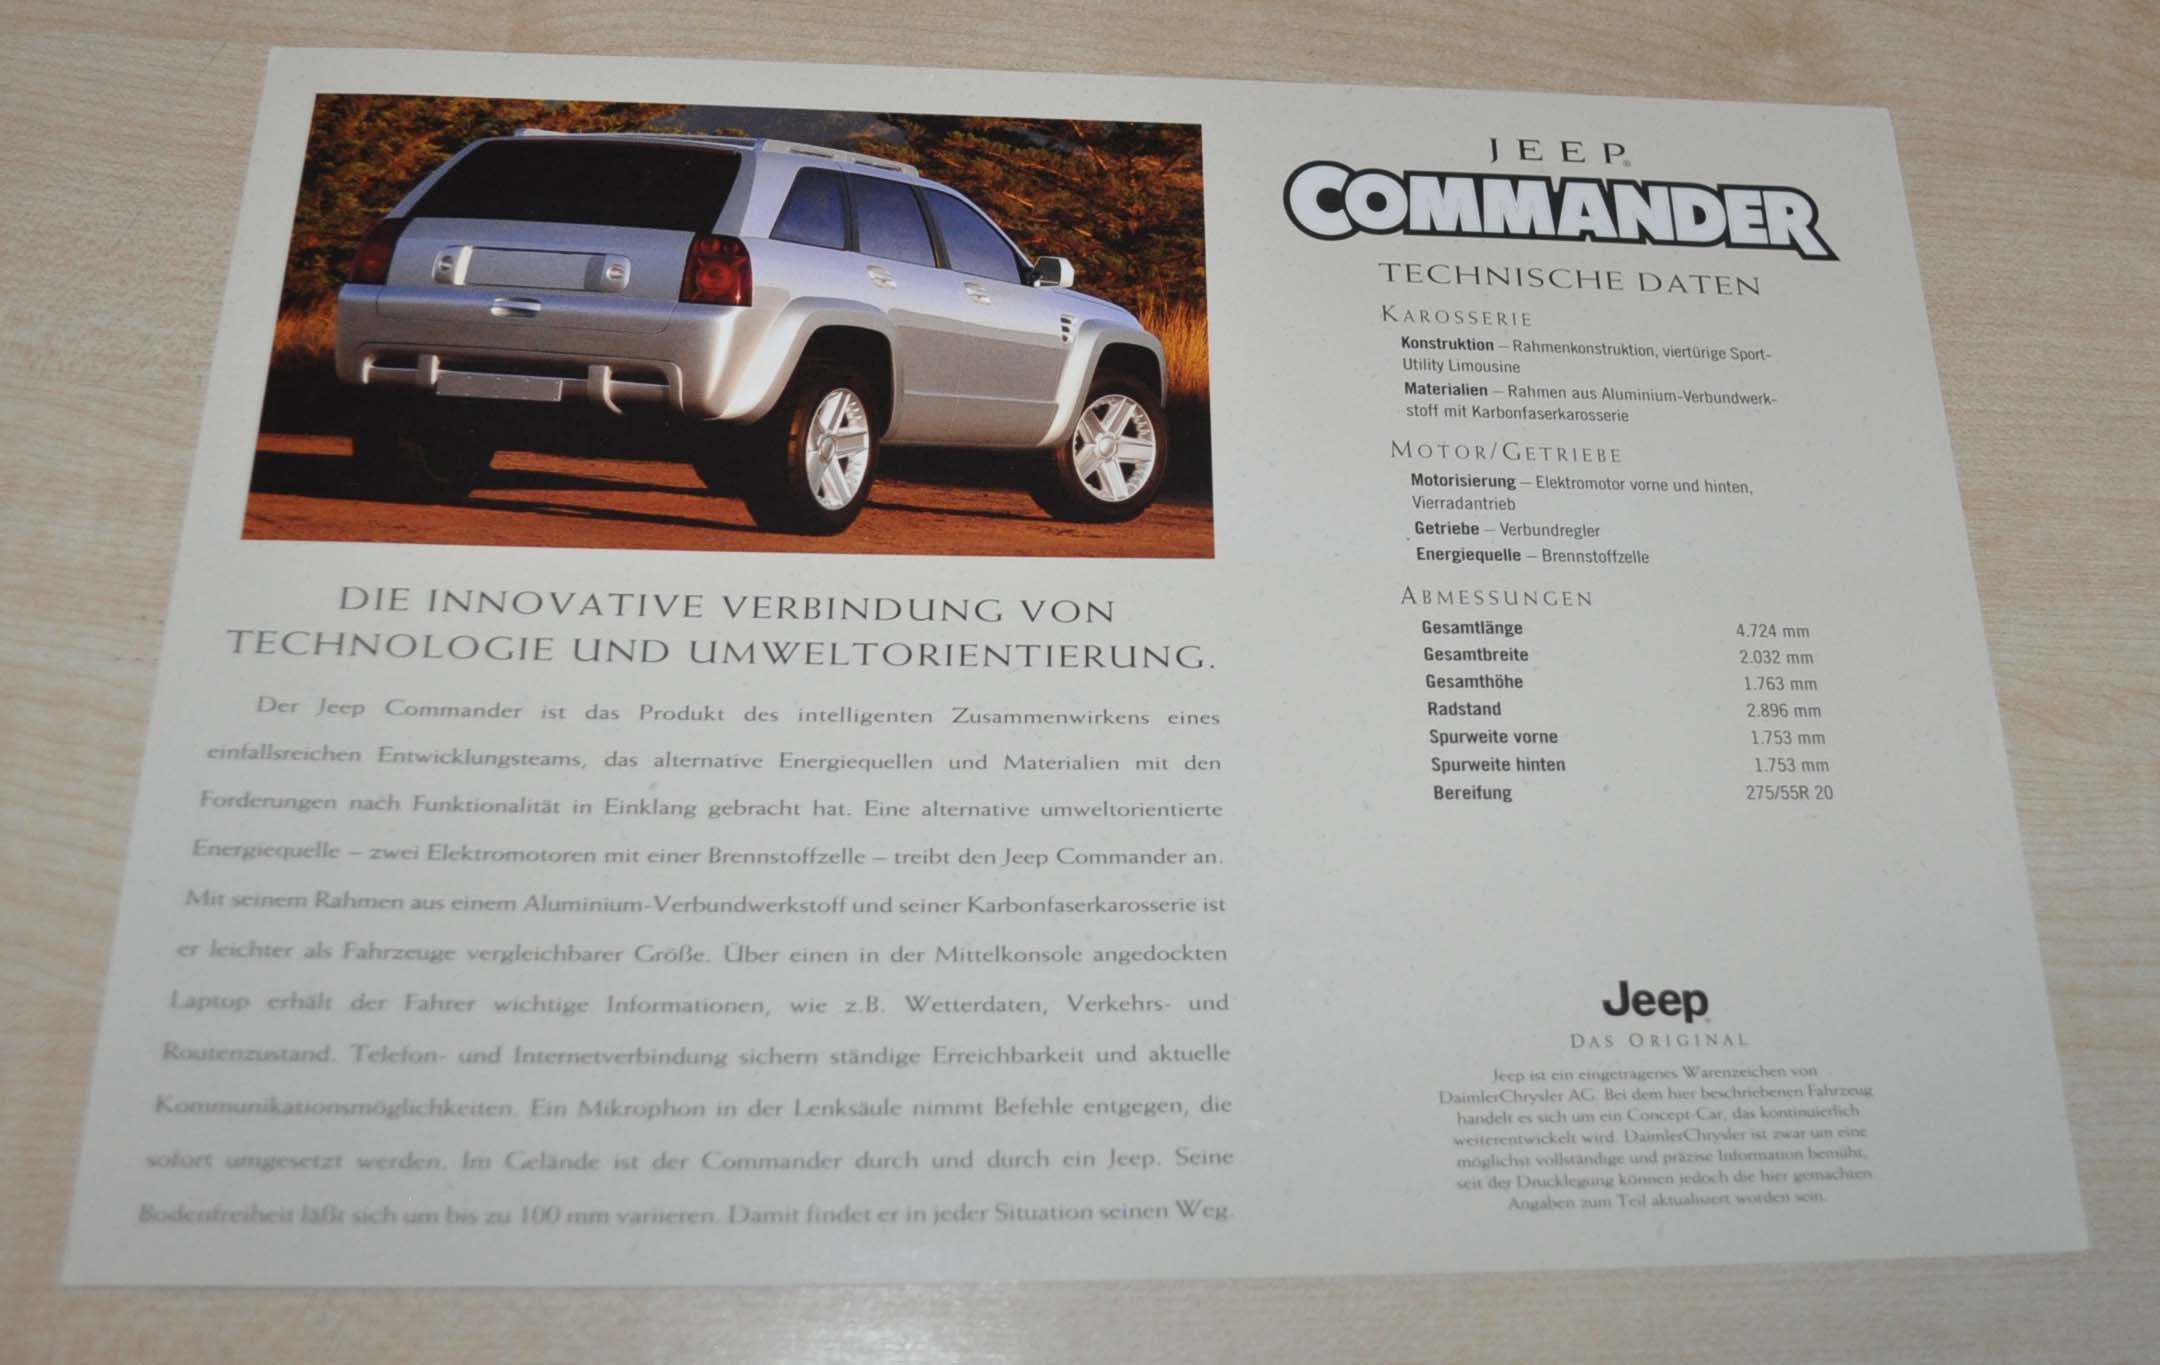 DIE INNOVATIVE VERBINDUNG VON
TECHNOLOGIE UND UMWELTORIENTIERUNG.
Der Jeep Commander ist das Produkt des intelligenten Zusammenwirkens eines
einfallsreichen Entwicklungsteams, das alternative Energiequellen und Materialien mit den
Forderungen nach Funktionalität in Einklang gebracht hat. Eine alternative umweltorientierte
Energiequelle – zwei Elektromotoren mit einer Brennstoffzelle – treibt den Jeep Commander an.
Mit seinem Rahmen aus einem Aluminium-Verbundwerkstoff und seiner Karbonfaserkarosserie ist
er leichter als Fahrzeuge vergleichbarer Größe. Über einen in der Mittelkonsole angedockten
Laptop erhält der Fahrer wichtige Informationen, wie z.B. Wetterdaten, Verkehrs- und
Routenzustand. Telefon- und Internetverbindung sichern ständige Erreichbarkeit und aktuelle
Kommunikationsmöglichkeiten. Ein Mikrophon in der Lenksäule nimmt Befehle entgegen, die
sofort umgesetzt werden. Im Gelände ist der Commander durch und durch ein Jeep. Seine
Bodenfreiheit läßt sich um bis zu 100 mm variieren. Damit findet er in jeder Situation seinen Weg.
JEEP®
COMMANDER
TECHNISCHE DATEN
KAROSSERIE
Konstruktion – Rahmenkonstruktion, viertürige Sport-
Utility Limousine
Materialien – Rahmen aus Aluminium-Verbundwerk-
stoff mit Karbonfaserkarosserie
MOTOR/GETRIEBE
Motorisierung – Elektromotor vorne und hinten,
Vierradantrieb
Getriebe – Verbundregler
Energiequelle – Brennstoffzelle
ABMESSUNGEN
Gesamtlänge 4.724 mm
Gesamtbreite 2.032 mm
Gesamthöhe 1.763 mm
Radstand 2.896 mm
Spurweite vorne 1.753 mm
Spurweite hinten 1.753 mm
Bereifung 275/55R 20
Jeep®
DAS ORIGINAL
Jeep ist ein eingetragenes Warenzeichen von
DaimlerChrysler AG. Bei dem hier beschriebenen Fahrzeug
handelt es sich um ein Concept-Car, das kontinuierlich
weiterentwickelt wird. DaimlerChrysler ist zwar um eine
möglichst vollständige und präzise Information bemüht,
seit der Drucklegung können jedoch die hier gemachten
Angaben zum Teil aktualisiert worden sein.